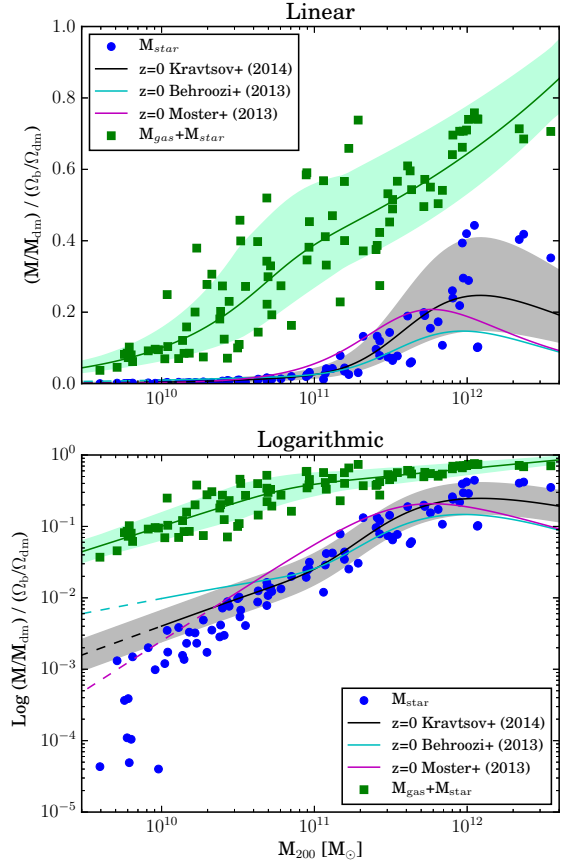 Linear
1.0
0.8
0.6
0.4
0.2
0.0
(M/M_dm) / (Ω_b/Ω_dm)
M_star
z=0 Kravtsov+ (2014)
z=0 Behroozi+ (2013)
z=0 Moster+ (2013)
M_gas+M_star
10^10
10^11
10^12
Logarithmic
10^0
10^-1
10^-2
10^-3
10^-4
10^-5
Log (M/M_dm) / (Ω_b/Ω_dm)
M_star
z=0 Kravtsov+ (2014)
z=0 Behroozi+ (2013)
z=0 Moster+ (2013)
M_gas+M_star
10^10
10^11
10^12
M_200 [M_⊙]